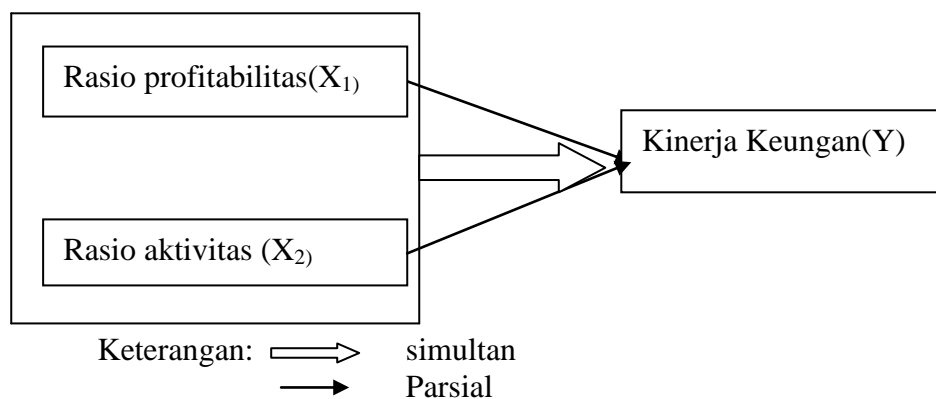 Rasio profitabilitas(X1)
Kinerja Keungan(Y)
Rasio aktivitas (X2)
Keterangan: simultan
Parsial